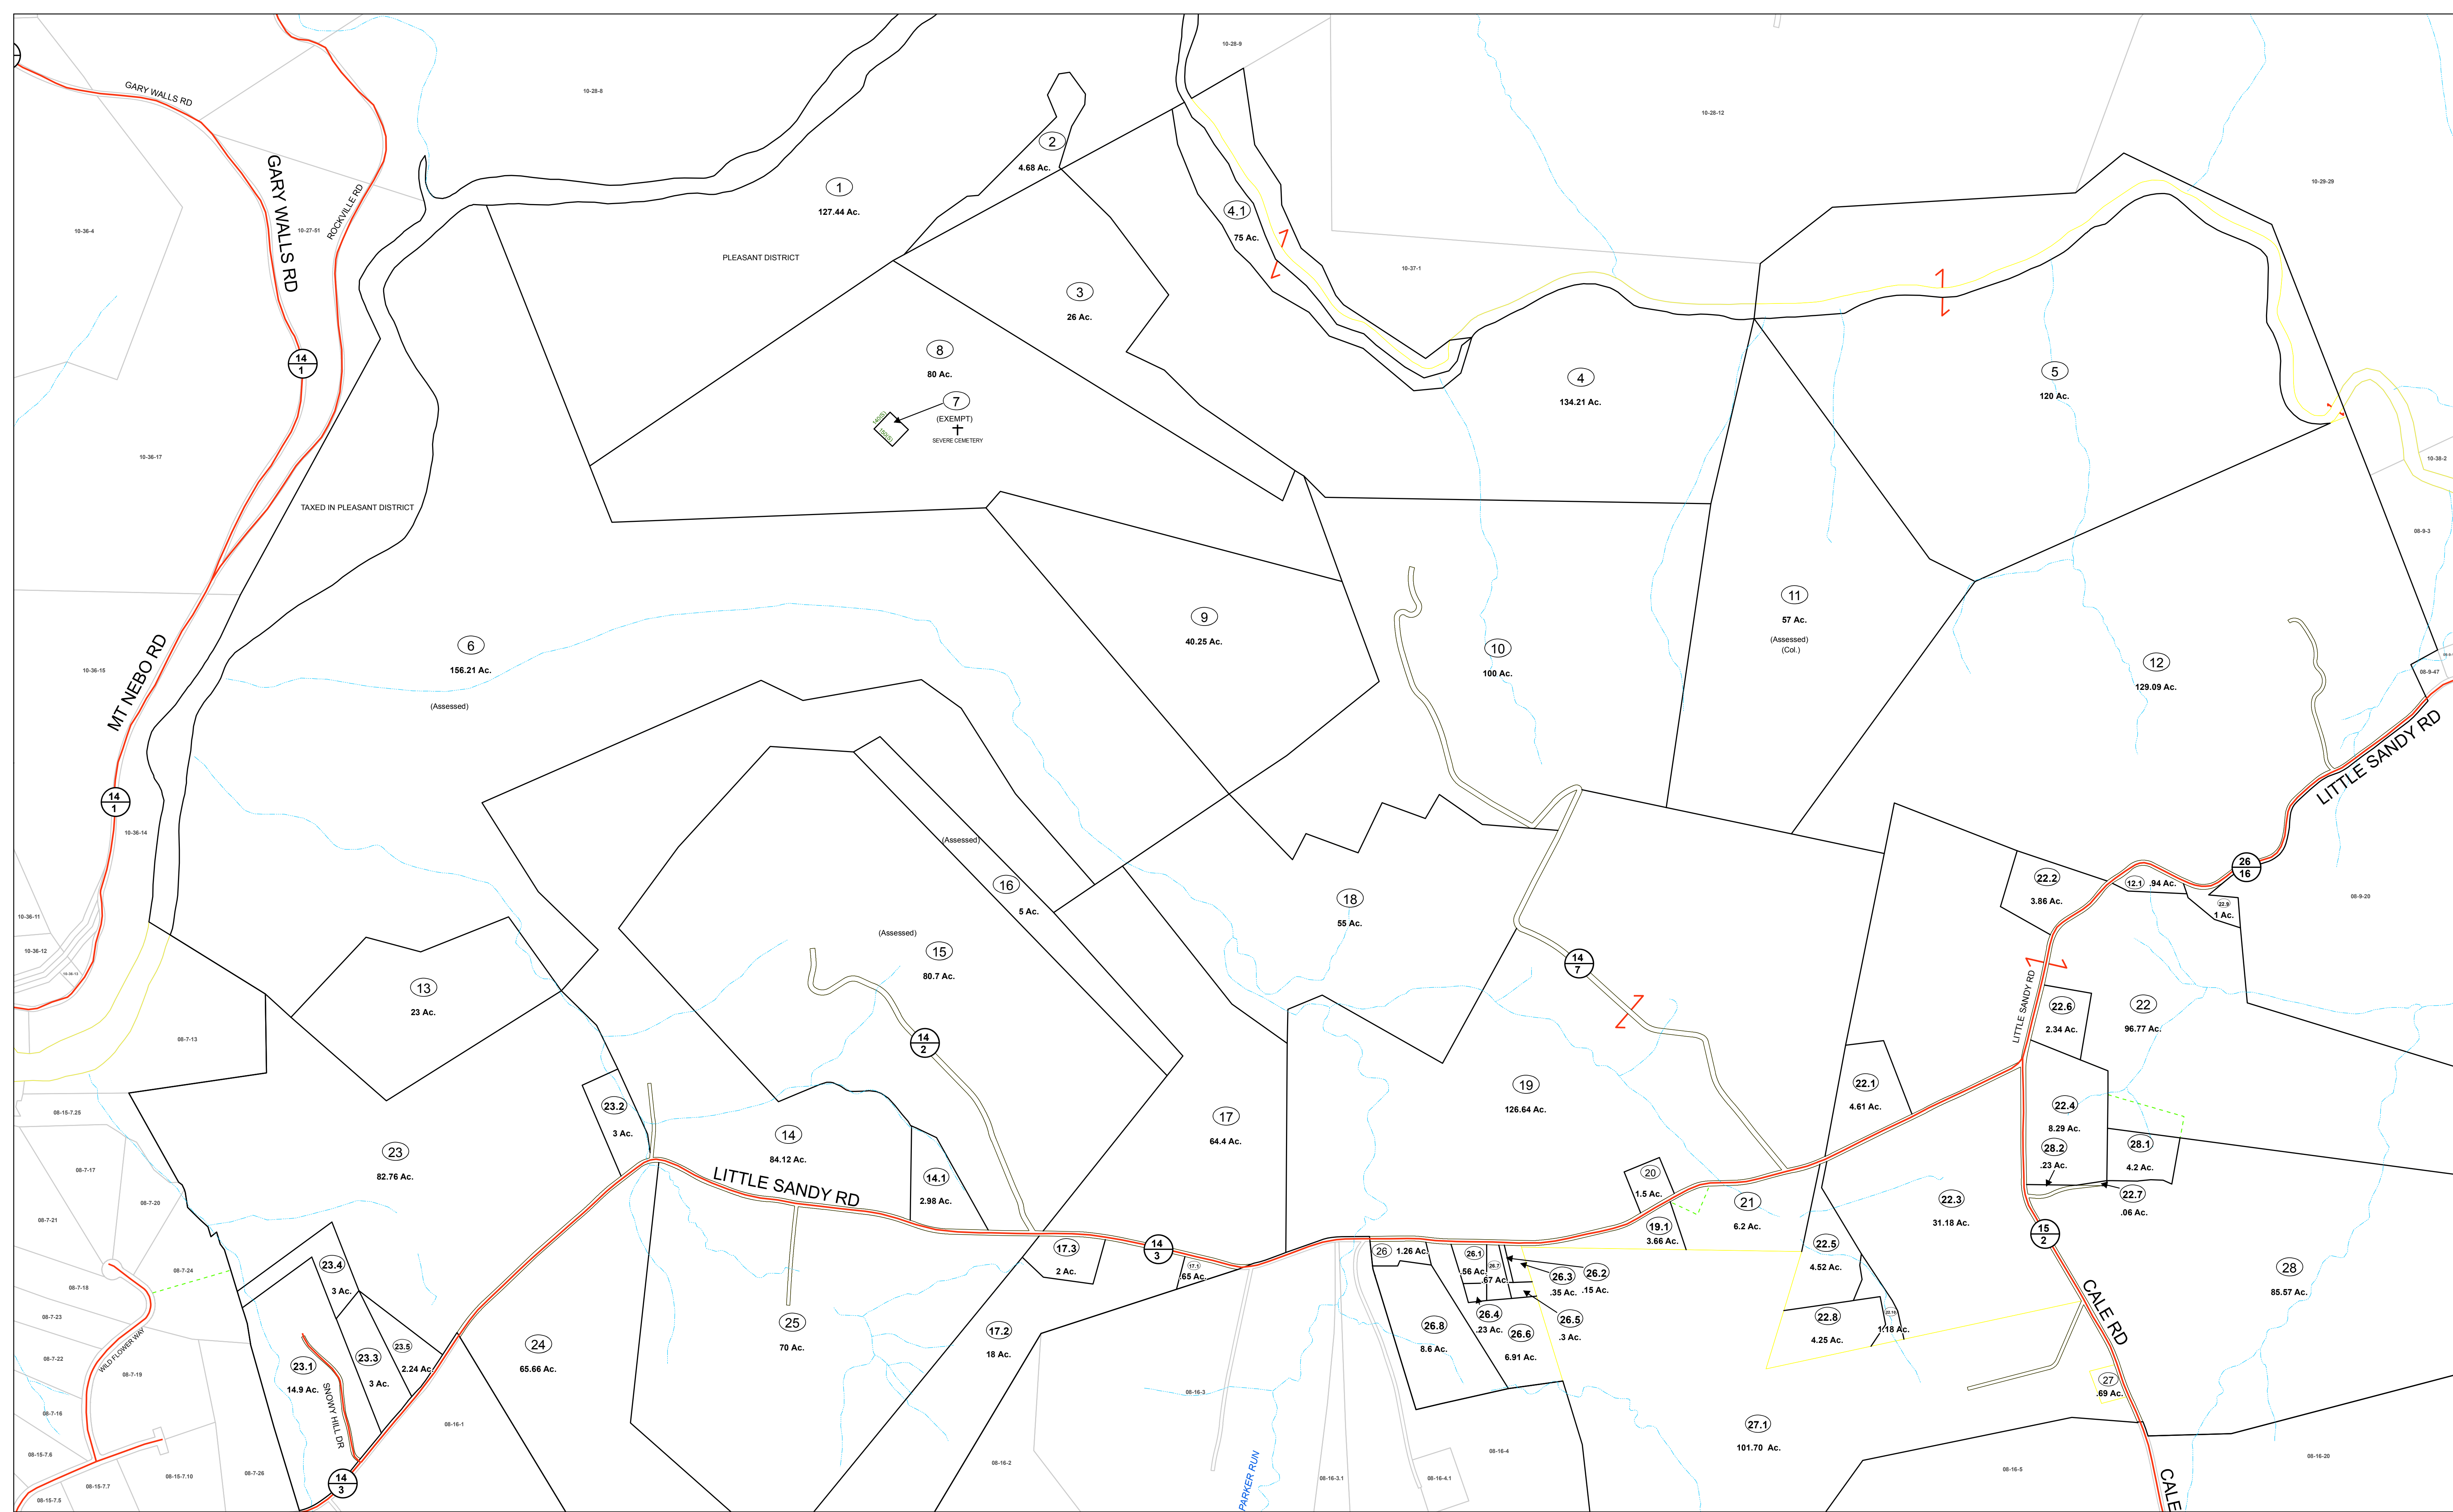 10-28-9
10-28-8
GARY WALLS RD
10-28-12
2
4.68 Ac.
1
127.44 Ac.
10-29-29
GARY WALLS RD
ROCKVILLE RD
10-36-4
10-27-51
4.1
75 Ac.
PLEASANT DISTRICT
10-37-1
3
26 Ac.
8
80 Ac.
14
1
4
134.21 Ac.
5
120 Ac.
7
(EXEMPT)
SEVERE CEMETERY
140(S)
150(S)
10-36-17
10-38-2
TAXED IN PLEASANT DISTRICT
08-9-3
11
57 Ac.
(Assessed)
(Col.)
9
40.25 Ac.
6
156.21 Ac.
(Assessed)
10
100 Ac.
12
129.09 Ac.
10-36-15
MT NEBO RD
08-9-47
LITTLE SANDY RD
14
1
10-36-14
(Assessed)
26
16
16
5 Ac.
22.2
3.86 Ac.
12.1
.94 Ac.
22.9
1 Ac.
08-9-20
18
55 Ac.
10-36-11
(Assessed)
15
80.7 Ac.
10-36-12
10-36-13
14
7
13
23 Ac.
LITTLE SANDY RD
22.6
2.34 Ac.
22
96.77 Ac.
08-7-13
14
2
22.1
4.61 Ac.
19
126.64 Ac.
08-15-7.25
23.2
3 Ac.
17
64.4 Ac.
22.4
8.29 Ac.
14
84.12 Ac.
28.1
4.2 Ac.
28.2
.23 Ac.
23
82.76 Ac.
08-7-17
14.1
2.98 Ac.
LITTLE SANDY RD
20
1.5 Ac.
22.7
.06 Ac.
08-7-20
21
6.2 Ac.
22.3
31.18 Ac.
08-7-21
19.1
3.66 Ac.
15
2
17.3
2 Ac.
14
3
26
1.26 Ac.
26.1
.56 Ac.
26.7
.67 Ac.
22.5
4.52 Ac.
17.1
.65 Ac.
26.3
.35 Ac.
26.2
.15 Ac.
08-7-24
23.4
3 Ac.
28
85.57 Ac.
08-7-18
26.4
.23 Ac.
26.5
.3 Ac.
22.8
4.25 Ac.
1.18 Ac.
08-7-23
25
70 Ac.
17.2
18 Ac.
26.8
8.6 Ac.
26.6
6.91 Ac.
CALE RD
WILD FLOWER WAY
24
65.66 Ac.
23.5
2.24 Ac.
23.3
3 Ac.
23.1
14.9 Ac.
08-7-22
08-7-19
SNOWY HILL DR
27
.69 Ac.
08-16-3
08-7-16
08-16-1
27.1
101.70 Ac.
08-15-7.6
08-16-4
08-16-20
08-16-2
PARKER RUN
08-16-5
08-7-26
08-15-7.10
08-16-3.1
08-16-4.1
14
3
08-15-7.7
08-15-7.5
CALE